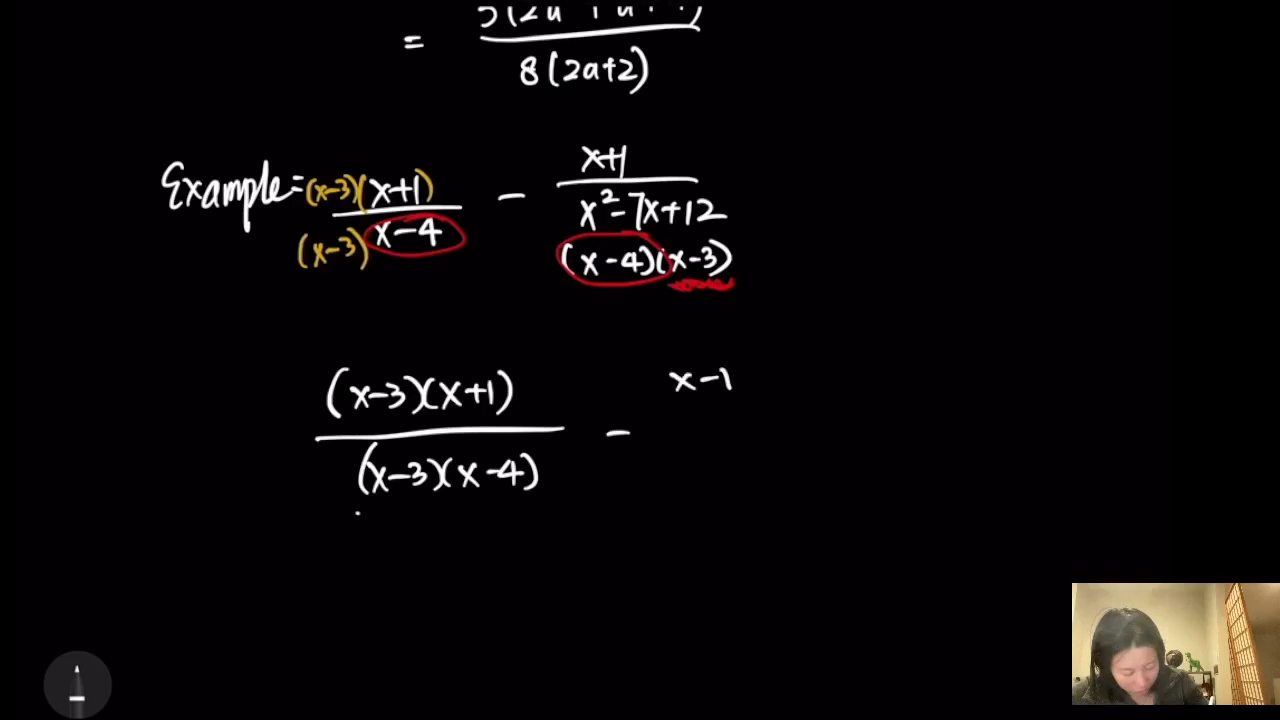 =
8(2a+2)
Example= (x-3)(x+1) - x+1
(x-3) x-4 x²-7x+12
(x-4)(x-3)
(x-3)(x+1) - x-1
(x-3)(x-4)